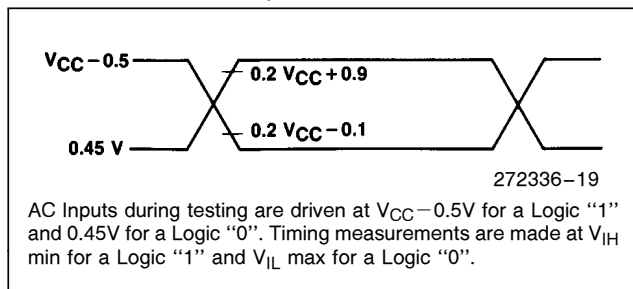 VCC−0.5
0.2 VCC+0.9
0.2 VCC−0.1
0.45 V
272336–19
AC Inputs during testing are driven at VCC−0.5V for a Logic “1”
and 0.45V for a Logic “0”. Timing measurements are made at VIH
min for a Logic “1” and VIL max for a Logic “0”.